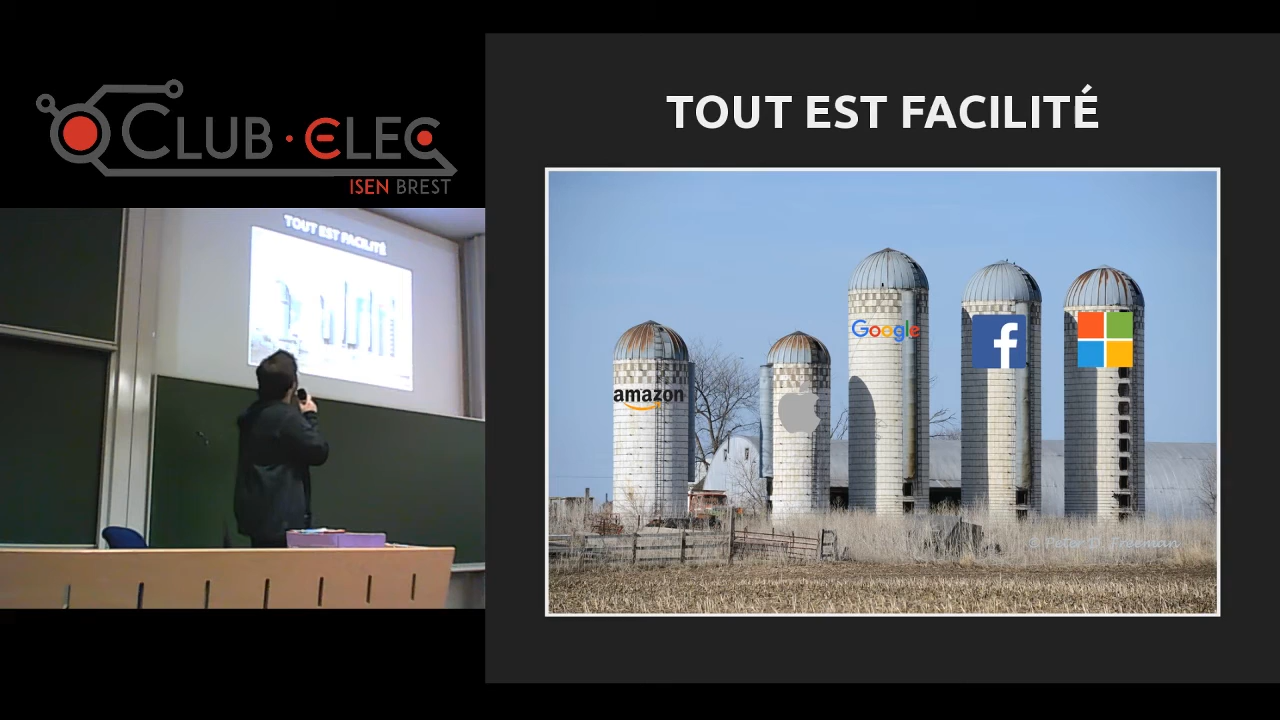 CLUB · ELEC
ISEN BREST
TOUT EST FACILITÉ
TOUT EST FACILITÉ
Google
amazon
f
© Peter D. Freeman